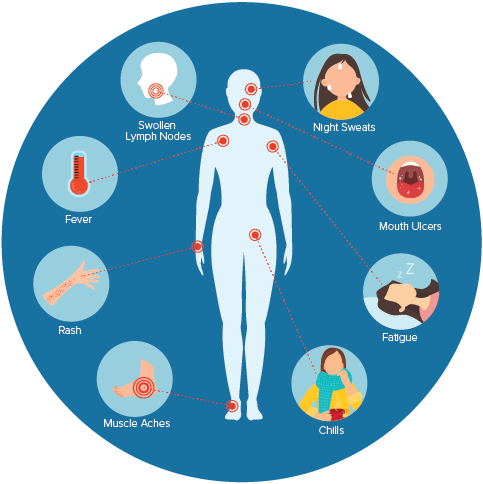 Swollen
Lymph Nodes
Night Sweats
Fever
Mouth Ulcers
Z
Z
Rash
Fatigue
Muscle Aches
Chills